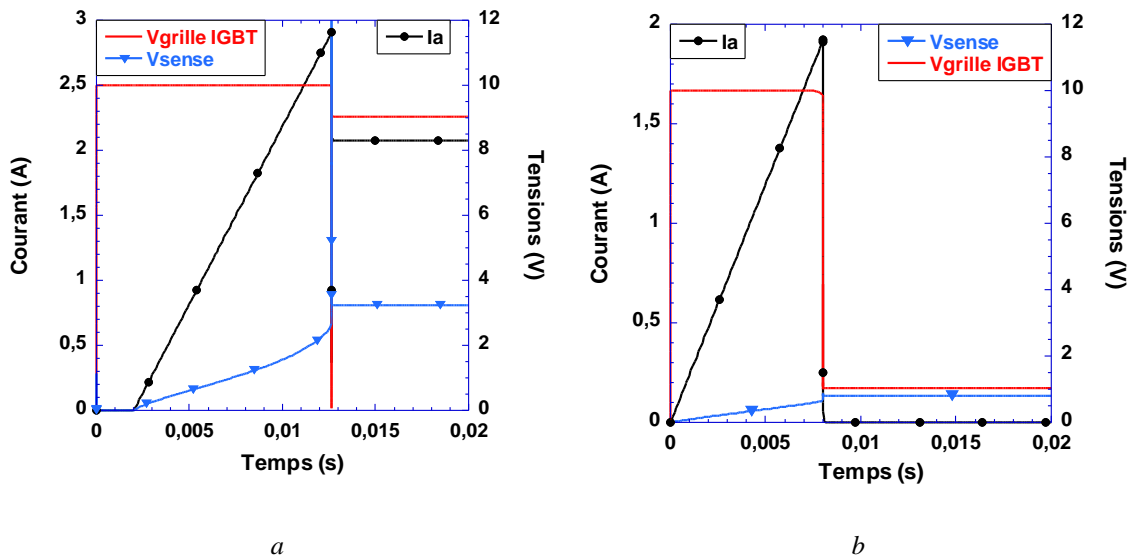 Vgrille IGBT
Vsense
Ia
Courant (A)
3
2,5
2
1,5
1
0,5
0
Tensions (V)
12
10
8
6
4
2
0
0
0,005
0,01
0,015
0,02
Temps (s)
a
Ia
Vsense
Vgrille IGBT
Courant (A)
2
1,5
1
0,5
0
Tensions (V)
12
10
8
6
4
2
0
0
0,005
0,01
0,015
0,02
Temps (s)
b